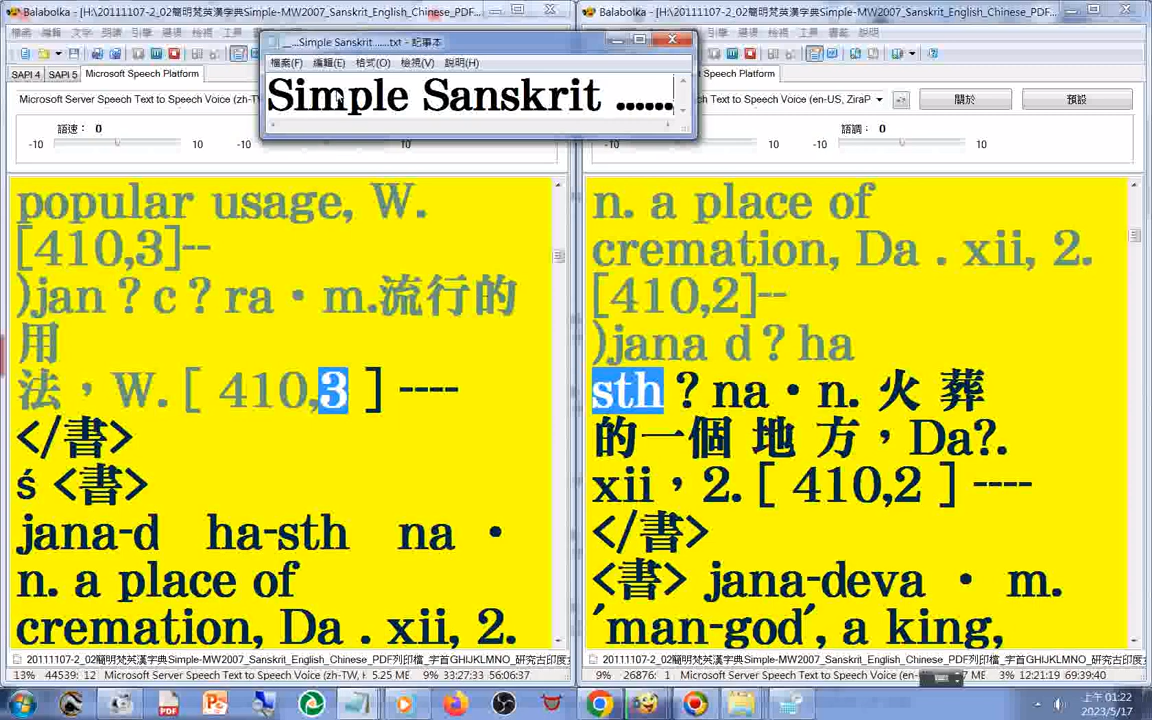 Balabolka - [H:\20111107-2_02簡明梵英漢字典Simple-MW2007_Sanskrit_English_Chinese_PDF...
Balabolka - [H:\20111107-2_02簡明梵英漢字典Simple-MW2007_Sanskrit_English_Chinese_PDF...
__...Simple Sanskrit ......txt - 記事本
檔案(F) 編輯(E) 格式(O) 檢視(V) 說明(H)
Simple Sanskrit ......
SAPI 4 SAPI 5 Microsoft Speech Platform
Speech Platform
Microsoft Server Speech Text to Speech Voice (zh-TW,
Speech Text to Speech Voice (en-US, ZiraP
關於
預設
語速： 0
-10 10 10
語調： 0
10 -10 10
popular usage, W.
[410,3]--
)jan？c？ra・m.流行的
用
法，W. [ 410,3 ] ----
</書>
ś <書>
jana-d ha-sth na ・
n. a place of
cremation, Da . xii, 2.
n. a place of
cremation, Da . xii, 2.
[410,2]--
)jana d？ha
sth ？na・n. 火 葬
的一個 地 方，Da?.
xii，2. [ 410,2 ] ----
</書>
<書> jana-deva ・ m.
'man-god', a king,
20111107-2_02簡明梵英漢字典Simple-MW2007_Sanskrit_English_Chinese_PDF列印檔_字首GHIJKLMNO_研究古印度
20111107-2_02簡明梵英漢字典Simple-MW2007_Sanskrit_English_Chinese_PDF列印檔_字首GHIJKLMNO_研究古印度
13% 44539: 12 Microsoft Server Speech Text to Speech Voice (zh-TW, 5.25 MB 9% 33:27:33 56:06:37
9% 26876: 1 Microsoft Server Speech Text to Speech Voice (en-U 3% 12:21:19 69:39:40
上午 01:22
2023/5/17